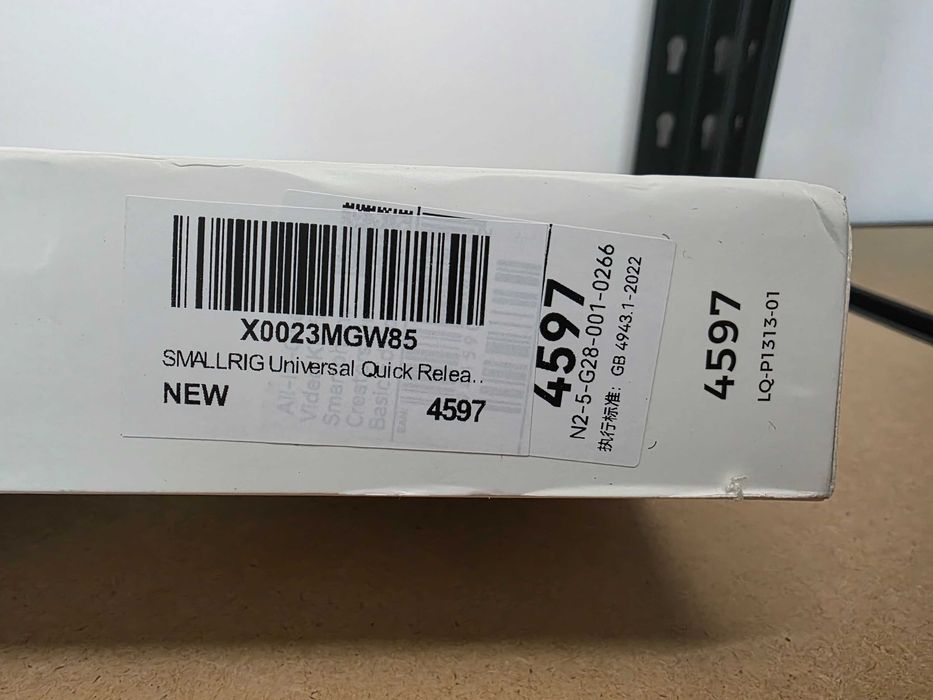 X0023MGW85
SMALLRIG Universal Quick Relea..
NEW
4597
4597
N2-5-G28-001-0266
执行标准: GB 4943.1-2022
4597
LQ-P1313-01